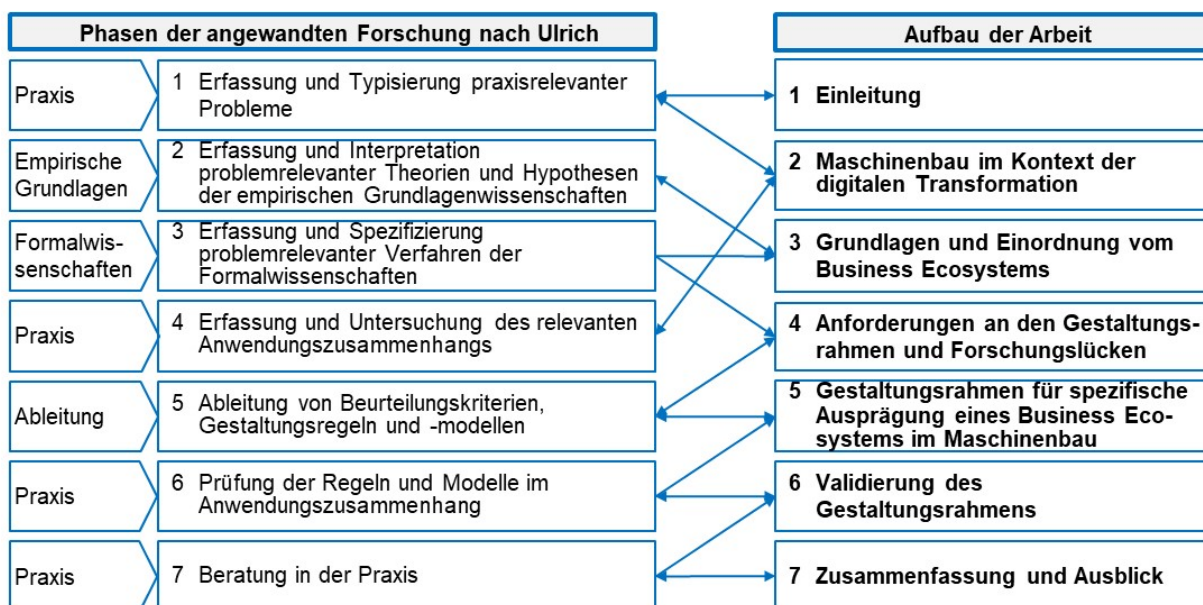 Phasen der angewandten Forschung nach Ulrich
Aufbau der Arbeit
Praxis
1 Erfassung und Typisierung praxisrelevanter
Probleme
1 Einleitung
Empirische
Grundlagen
2 Erfassung und Interpretation
problemrelevanter Theorien und Hypothesen
der empirischen Grundlagenwissenschaften
2 Maschinenbau im Kontext der
digitalen Transformation
Formalwis-
senschaften
3 Erfassung und Spezifizierung
problemrelevanter Verfahren der
Formalwissenschaften
3 Grundlagen und Einordnung vom
Business Ecosystems
Praxis
4 Erfassung und Untersuchung des relevanten
Anwendungszusammenhangs
4 Anforderungen an den Gestaltungs-
rahmen und Forschungslücken
Ableitung
5 Ableitung von Beurteilungskriterien,
Gestaltungsregeln und -modellen
5 Gestaltungsrahmen für spezifische
Ausprägung eines Business Eco-
systems im Maschinenbau
Praxis
6 Prüfung der Regeln und Modelle im
Anwendungszusammenhang
6 Validierung des
Gestaltungsrahmens
Praxis
7 Beratung in der Praxis
7 Zusammenfassung und Ausblick